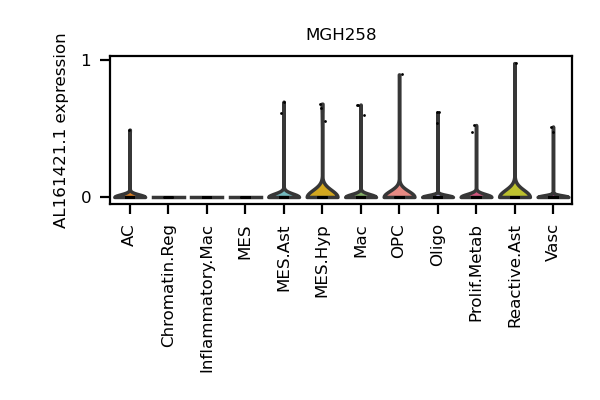 MGH258
AL161421.1 expression
1
0
AC
Chromatin.Reg
Inflammatory.Mac
MES
MES.Ast
MES.Hyp
Mac
OPC
Oligo
Prolif.Metab
Reactive.Ast
Vasc